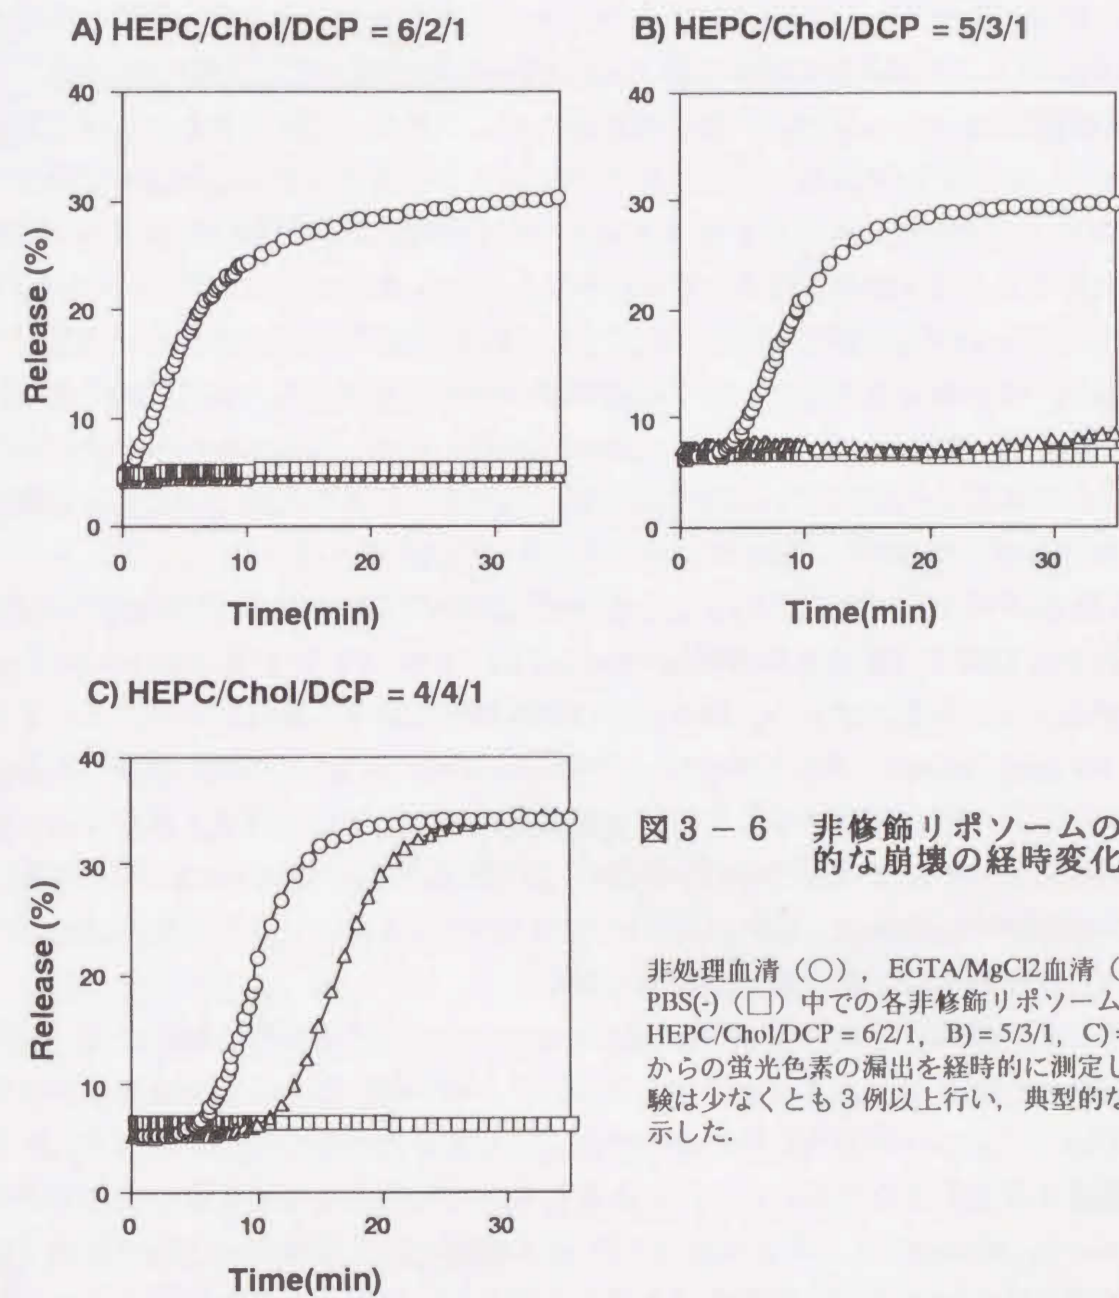 A) HEPC/Chol/DCP = 6/2/1
B) HEPC/Chol/DCP = 5/3/1
40
30
20
10
0
Release (%)
0
10
20
30
Time(min)
40
30
20
10
0
0
10
20
30
Time(min)
C) HEPC/Chol/DCP = 4/4/1
40
30
20
10
0
Release (%)
0
10
20
30
Time(min)
図3-6 非修飾リポソームの
的な崩壊の経時変化
非処理血清(○),EGTA/MgCl2血清(
PBS(-)(□)中での各非修飾リポソーム
HEPC/Chol/DCP = 6/2/1, B) = 5/3/1, C) =
からの蛍光色素の漏出を経時的に測定し
験は少なくとも3例以上行い,典型的な
示した.